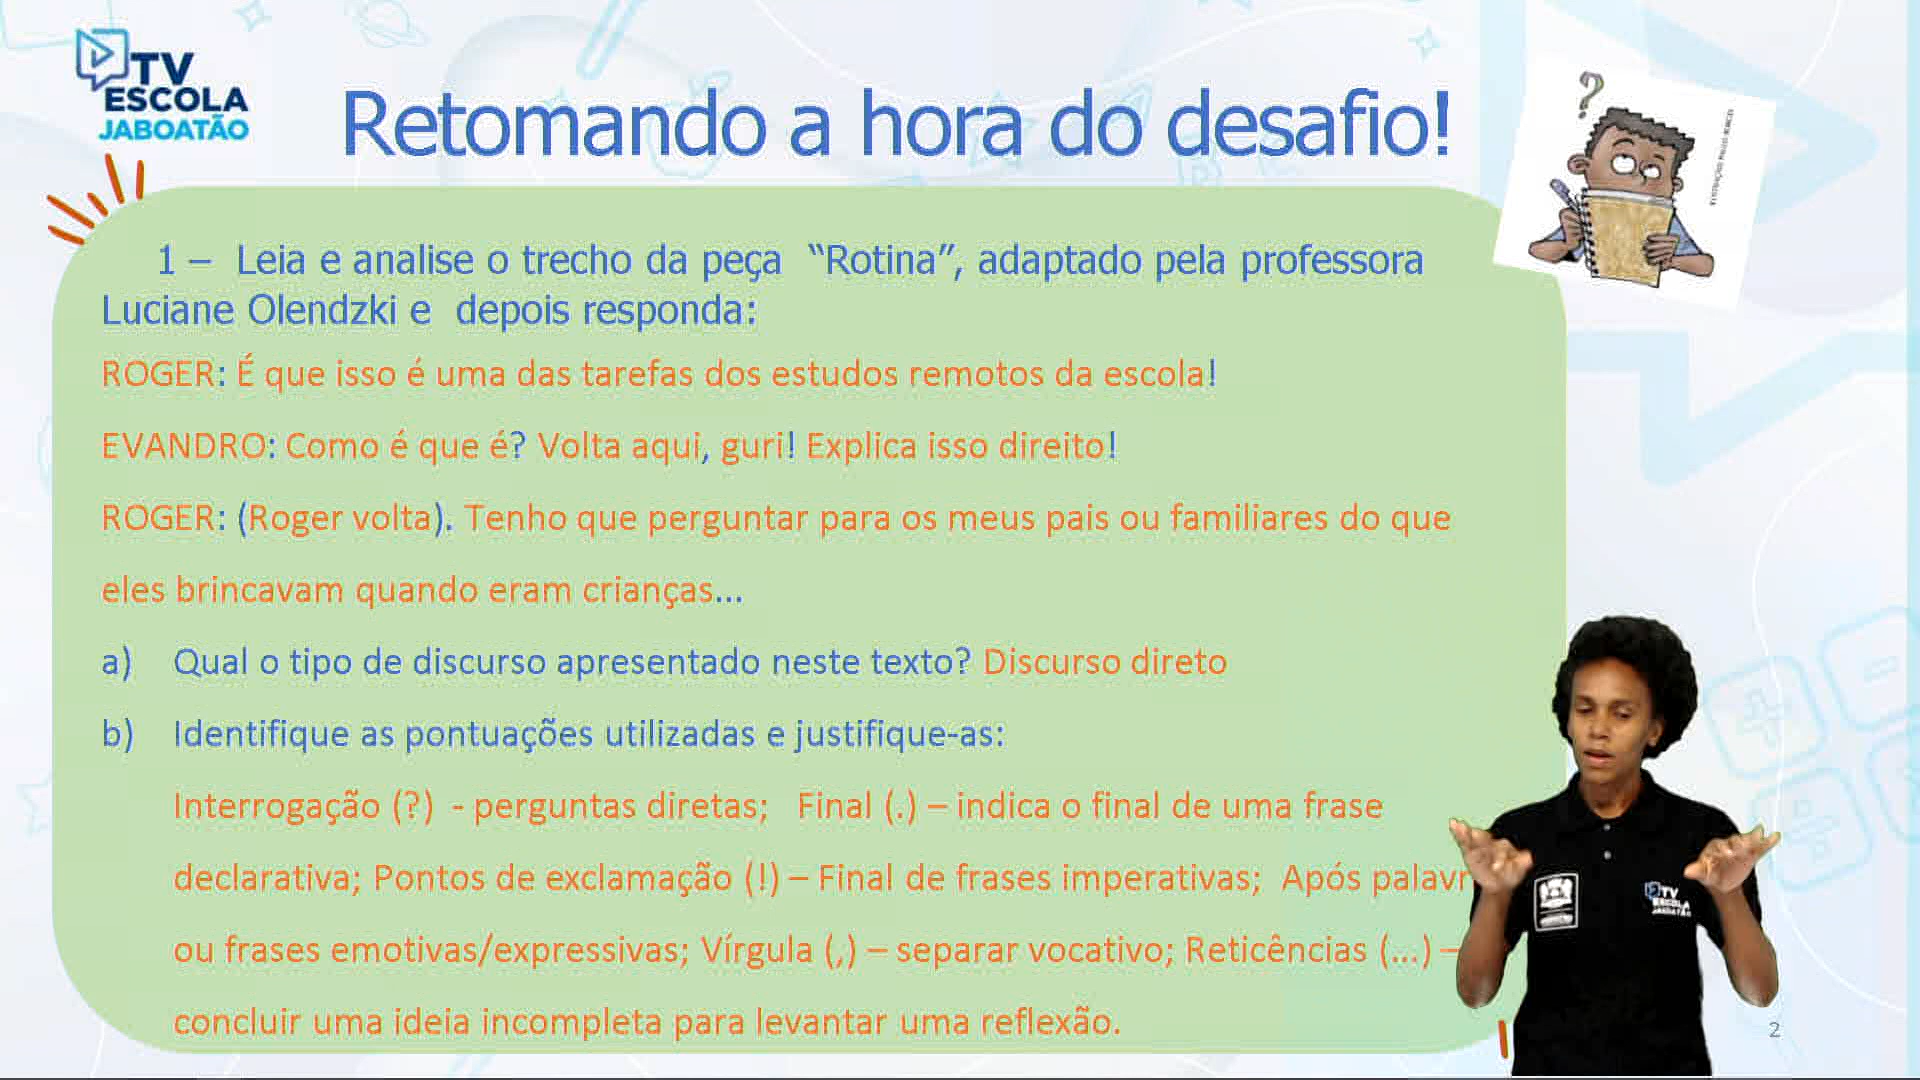 TV
ESCOLA
JABOATÃO
Retomando a hora do desafio!
?
1 – Leia e analise o trecho da peça “Rotina”, adaptado pela professora
Luciane Olendzki e depois responda:
ROGER: É que isso é uma das tarefas dos estudos remotos da escola!
EVANDRO: Como é que é? Volta aqui, guri! Explica isso direito!
ROGER: (Roger volta). Tenho que perguntar para os meus pais ou familiares do que
eles brincavam quando eram crianças...
a) Qual o tipo de discurso apresentado neste texto? Discurso direto
b) Identifique as pontuações utilizadas e justifique-as:
Interrogação (?) - perguntas diretas; Final (.) – indica o final de uma frase
declarativa; Pontos de exclamação (!) – Final de frases imperativas; Após
ou frases emotivas/expressivas; Vírgula (,) – separar vocativo; Reticências (...) –
concluir uma ideia incompleta para levantar uma reflexão.
TV
ESCOLA
JABOATÃO
2